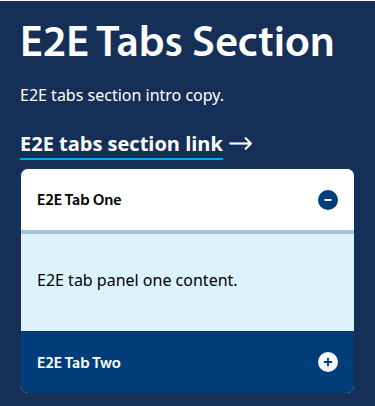 E2E Tabs Section
E2E tabs section intro copy.
E2E tabs section link →
E2E Tab One
E2E tab panel one content.
E2E Tab Two